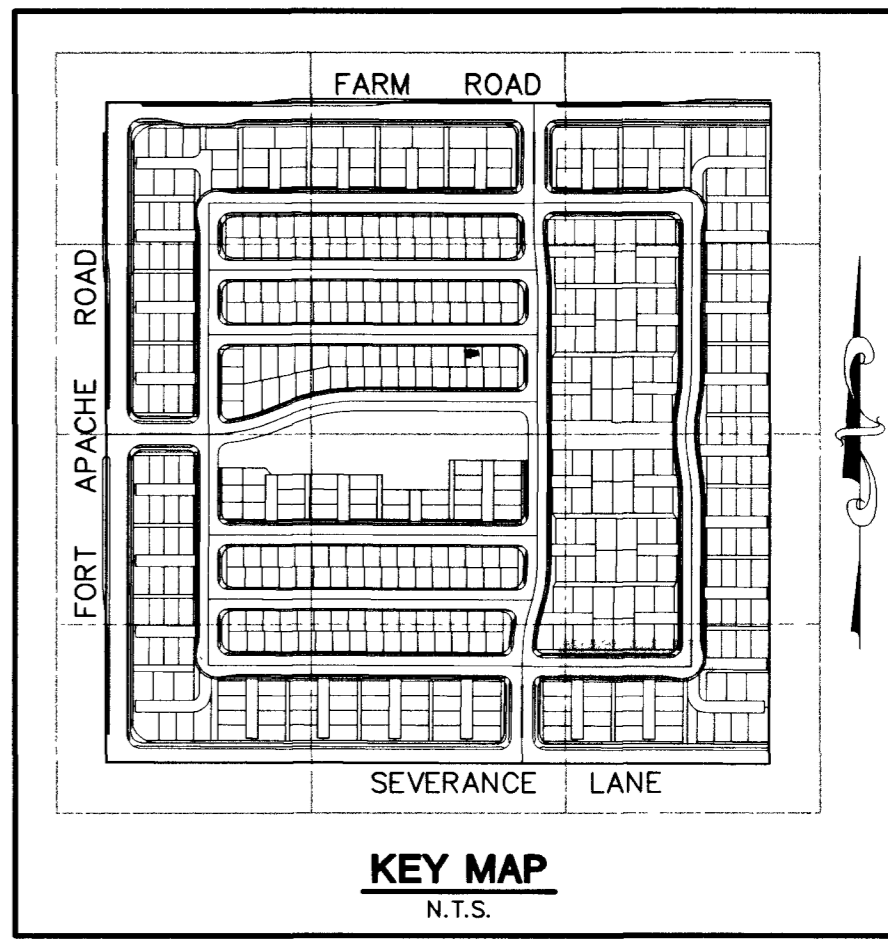 FARM ROAD
FORT APACHE ROAD
SEVERANCE LANE
KEY MAP
N.T.S.